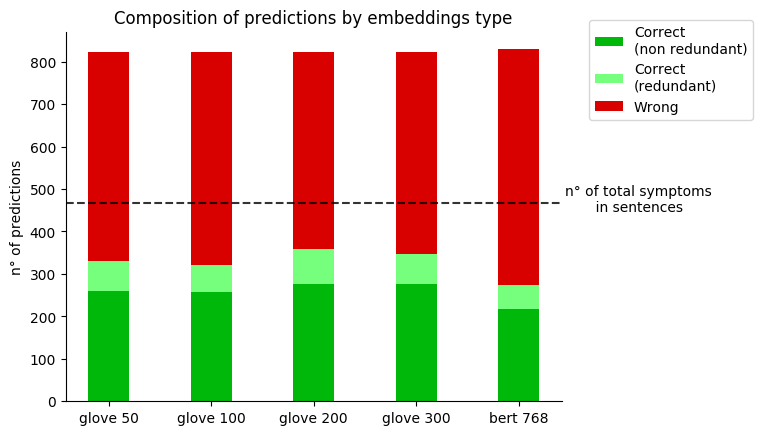 Composition of predictions by embeddings type
Correct
(non redundant)
Correct
(redundant)
Wrong
n° of predictions
800
700
600
500
400
300
200
100
0
n° of total symptoms
in sentences
glove 50
glove 100
glove 200
glove 300
bert 768